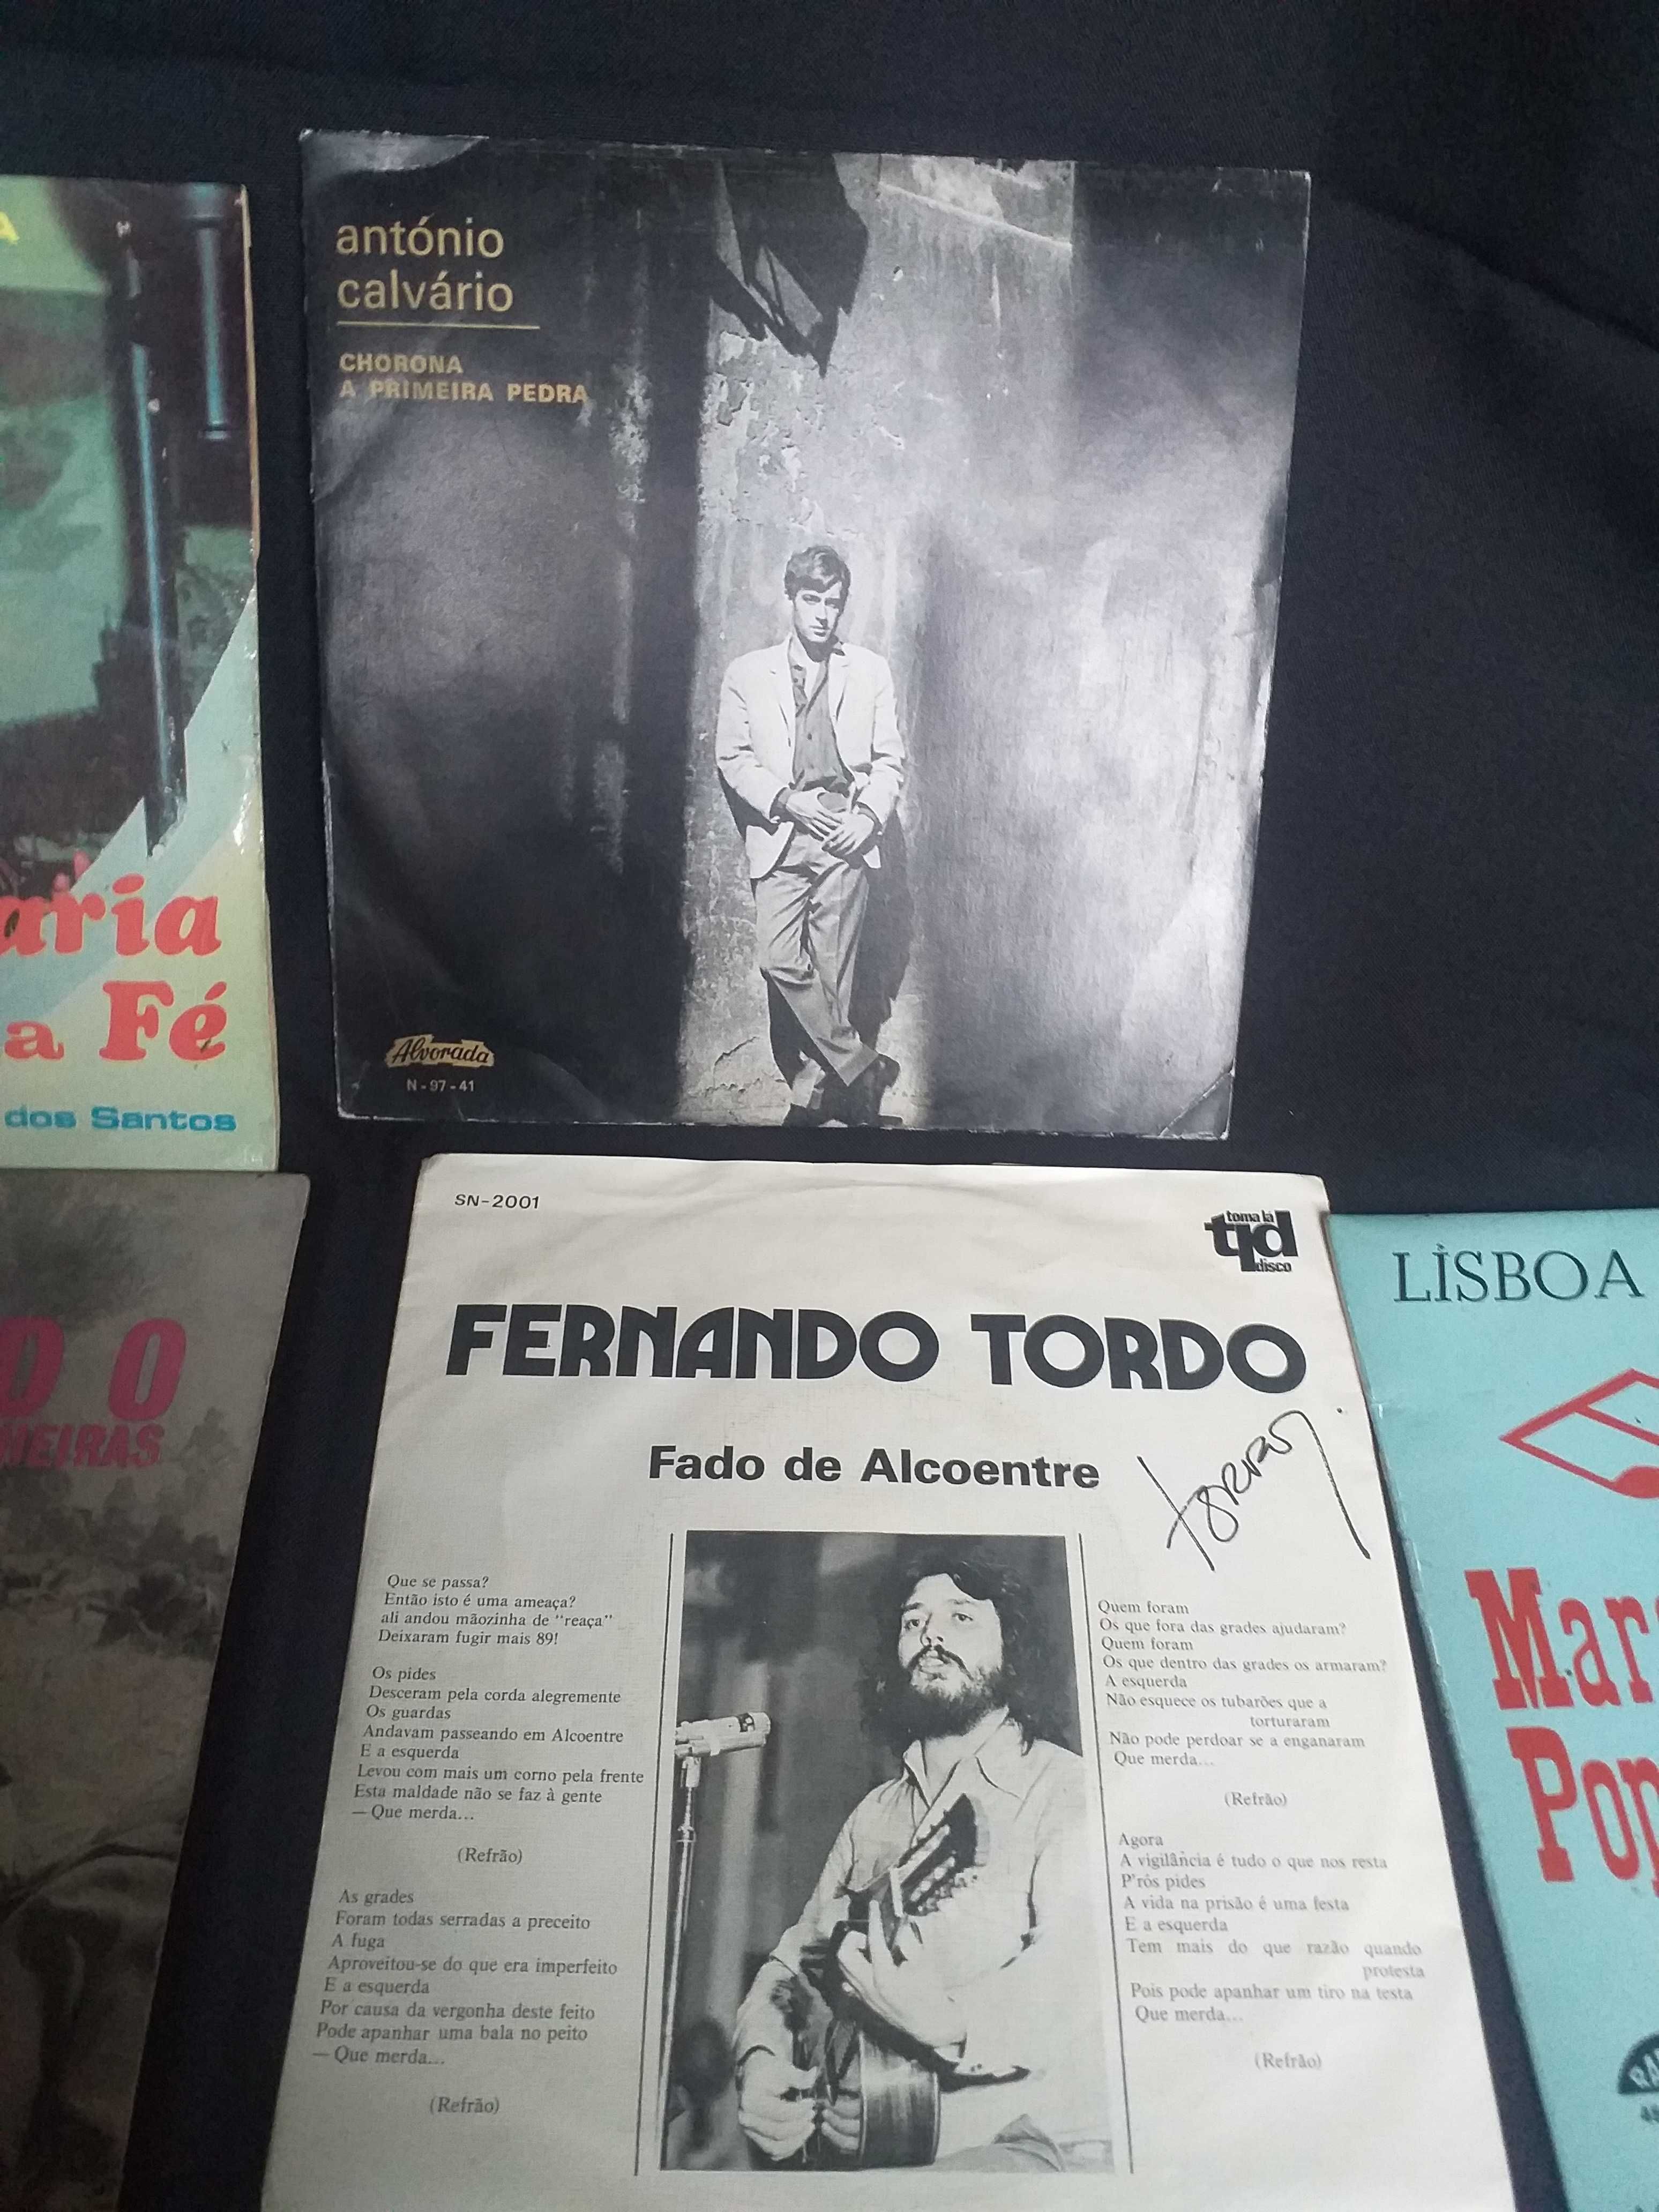 A
aria
a Fé
dos Santos
antónio
calvário
CHORONA
A PRIMEIRA PEDRA
Alvorada
N - 97 - 41
DO O
HEIRAS
SN-2001
toma lá
tld
disco
FERNANDO TORDO
Fado de Alcoentre
Que se passa?
Então isto é uma ameaça?
ali andou mãozinha de "reaça"
Deixaram fugir mais 89!
Os pides
Desceram pela corda alegremente
Os guardas
Andavam passeando em Alcoentre
E a esquerda
Levou com mais um corno pela frente
Esta maldade não se faz à gente
— Que merda...
(Refrão)
As grades
Foram todas serradas a preceito
A fuga
Aproveitou-se do que era imperfeito
E a esquerda
Por causa da vergonha deste feito
Pode apanhar uma bala no peito
— Que merda...
(Refrão)
Quem foram
Os que fora das grades ajudaram?
Quem foram
Os que dentro das grades os armaram?
A esquerda
Não esquece os tubarões que a
torturaram
Não pode perdoar se a enganaram
Que merda...
(Refrão)
Agora
A vigilância é tudo o que nos resta
P'rós pides
A vida na prisão é uma festa
E a esquerda
Tem mais do que razão quando
protesta
Pois pode apanhar um tiro na testa
Que merda...
(Refrão)
LISBOA
Mar
Pop
RA